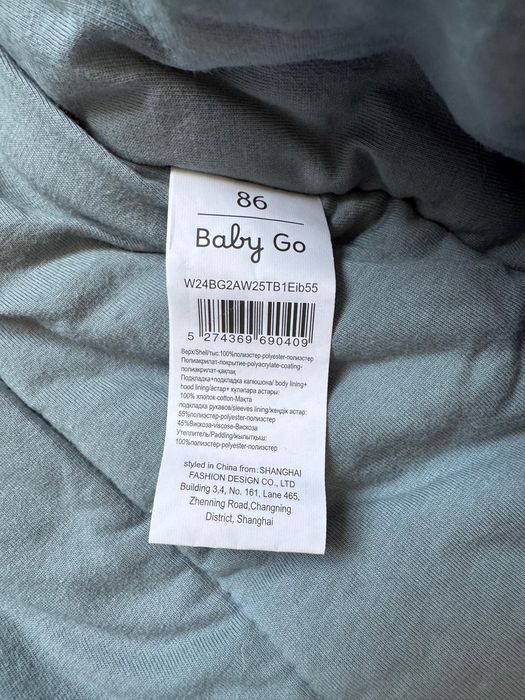 86
Baby Go
W24BG2AW25TB1Eib55
5 274369 690409
Верх/Shell/тыс:100%полиэстер-polyester-полиэстер
Полиакрилат-покрытие-polyacrylate-coating-
полиакрилат-қақпақ
Подкладка+подкладка капюшона/ body lining+
hood lining/астар+ күләпара астары:
100% хлопок-cotton-Мақта
подкладка рукавов/sleeves lining/жеңдік астар:
55%полиэстер-polyester-полиэстер
45%Вискоза-viscose-Вискоза
Утеплитель/Padding/жылытқыш:
100%полиэстер-polyester-полиэстер
styled in China from:SHANGHAI
FASHION DESIGN CO., LTD
Building 3,4, No. 161, Lane 465,
Zhenning Road,Changning
District, Shanghai